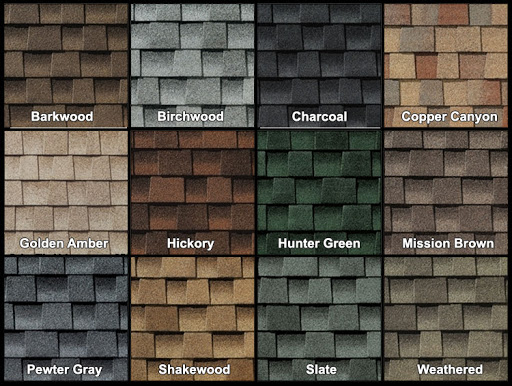 Barkwood
Birchwood
Charcoal
Copper Canyon
Golden Amber
Hickory
Hunter Green
Mission Brown
Pewter Gray
Shakewood
Slate
Weathered